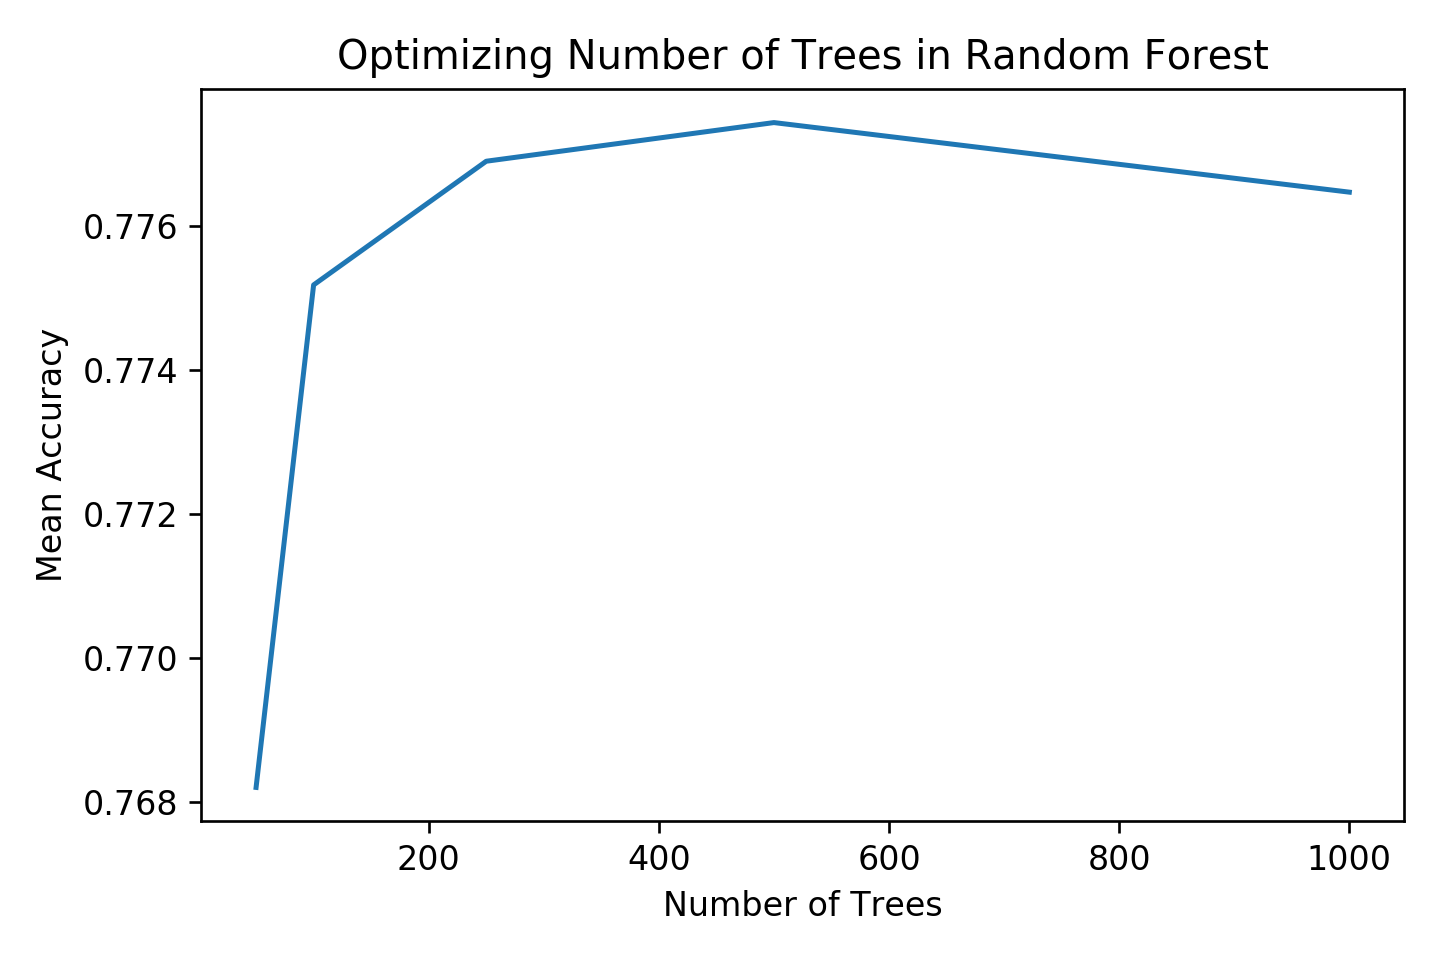 Optimizing Number of Trees in Random Forest
0.776
0.774
0.772
0.770
0.768
Mean Accuracy
200 400 600 800 1000
Number of Trees